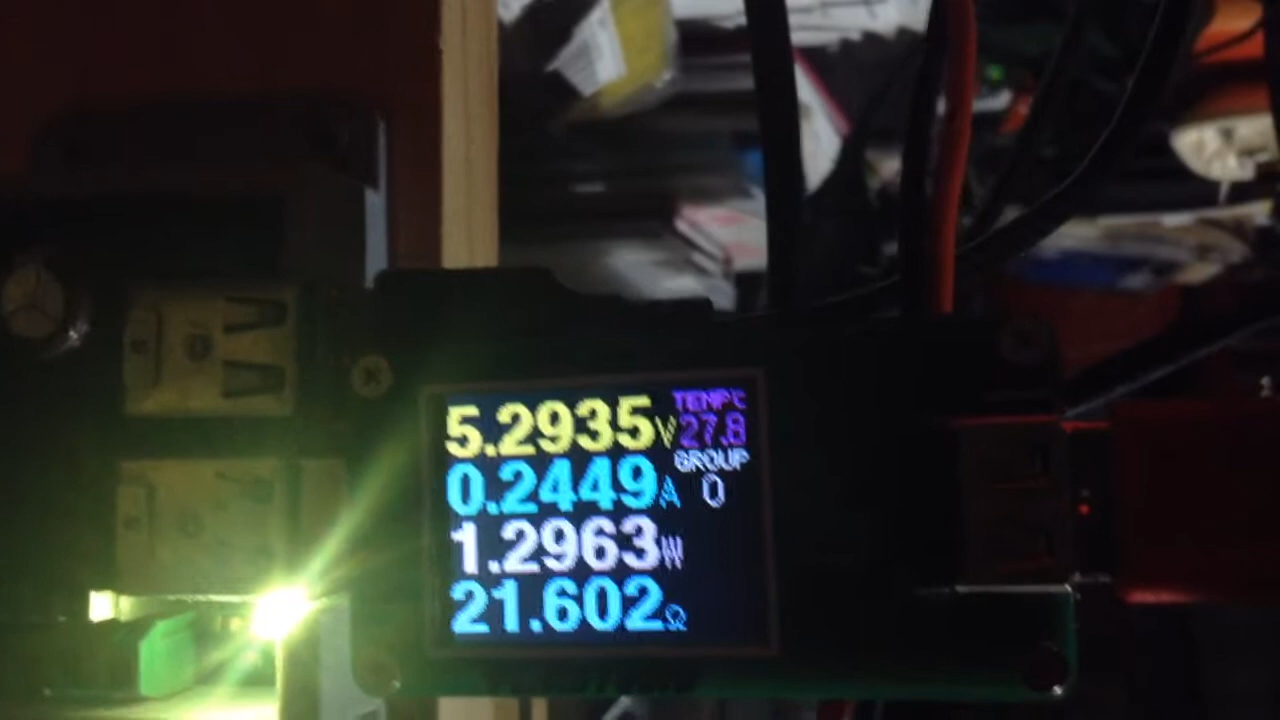 5.2935V
TEMP℃
27.8
0.2449A
GROUP
0
1.2963W
21.602Ω